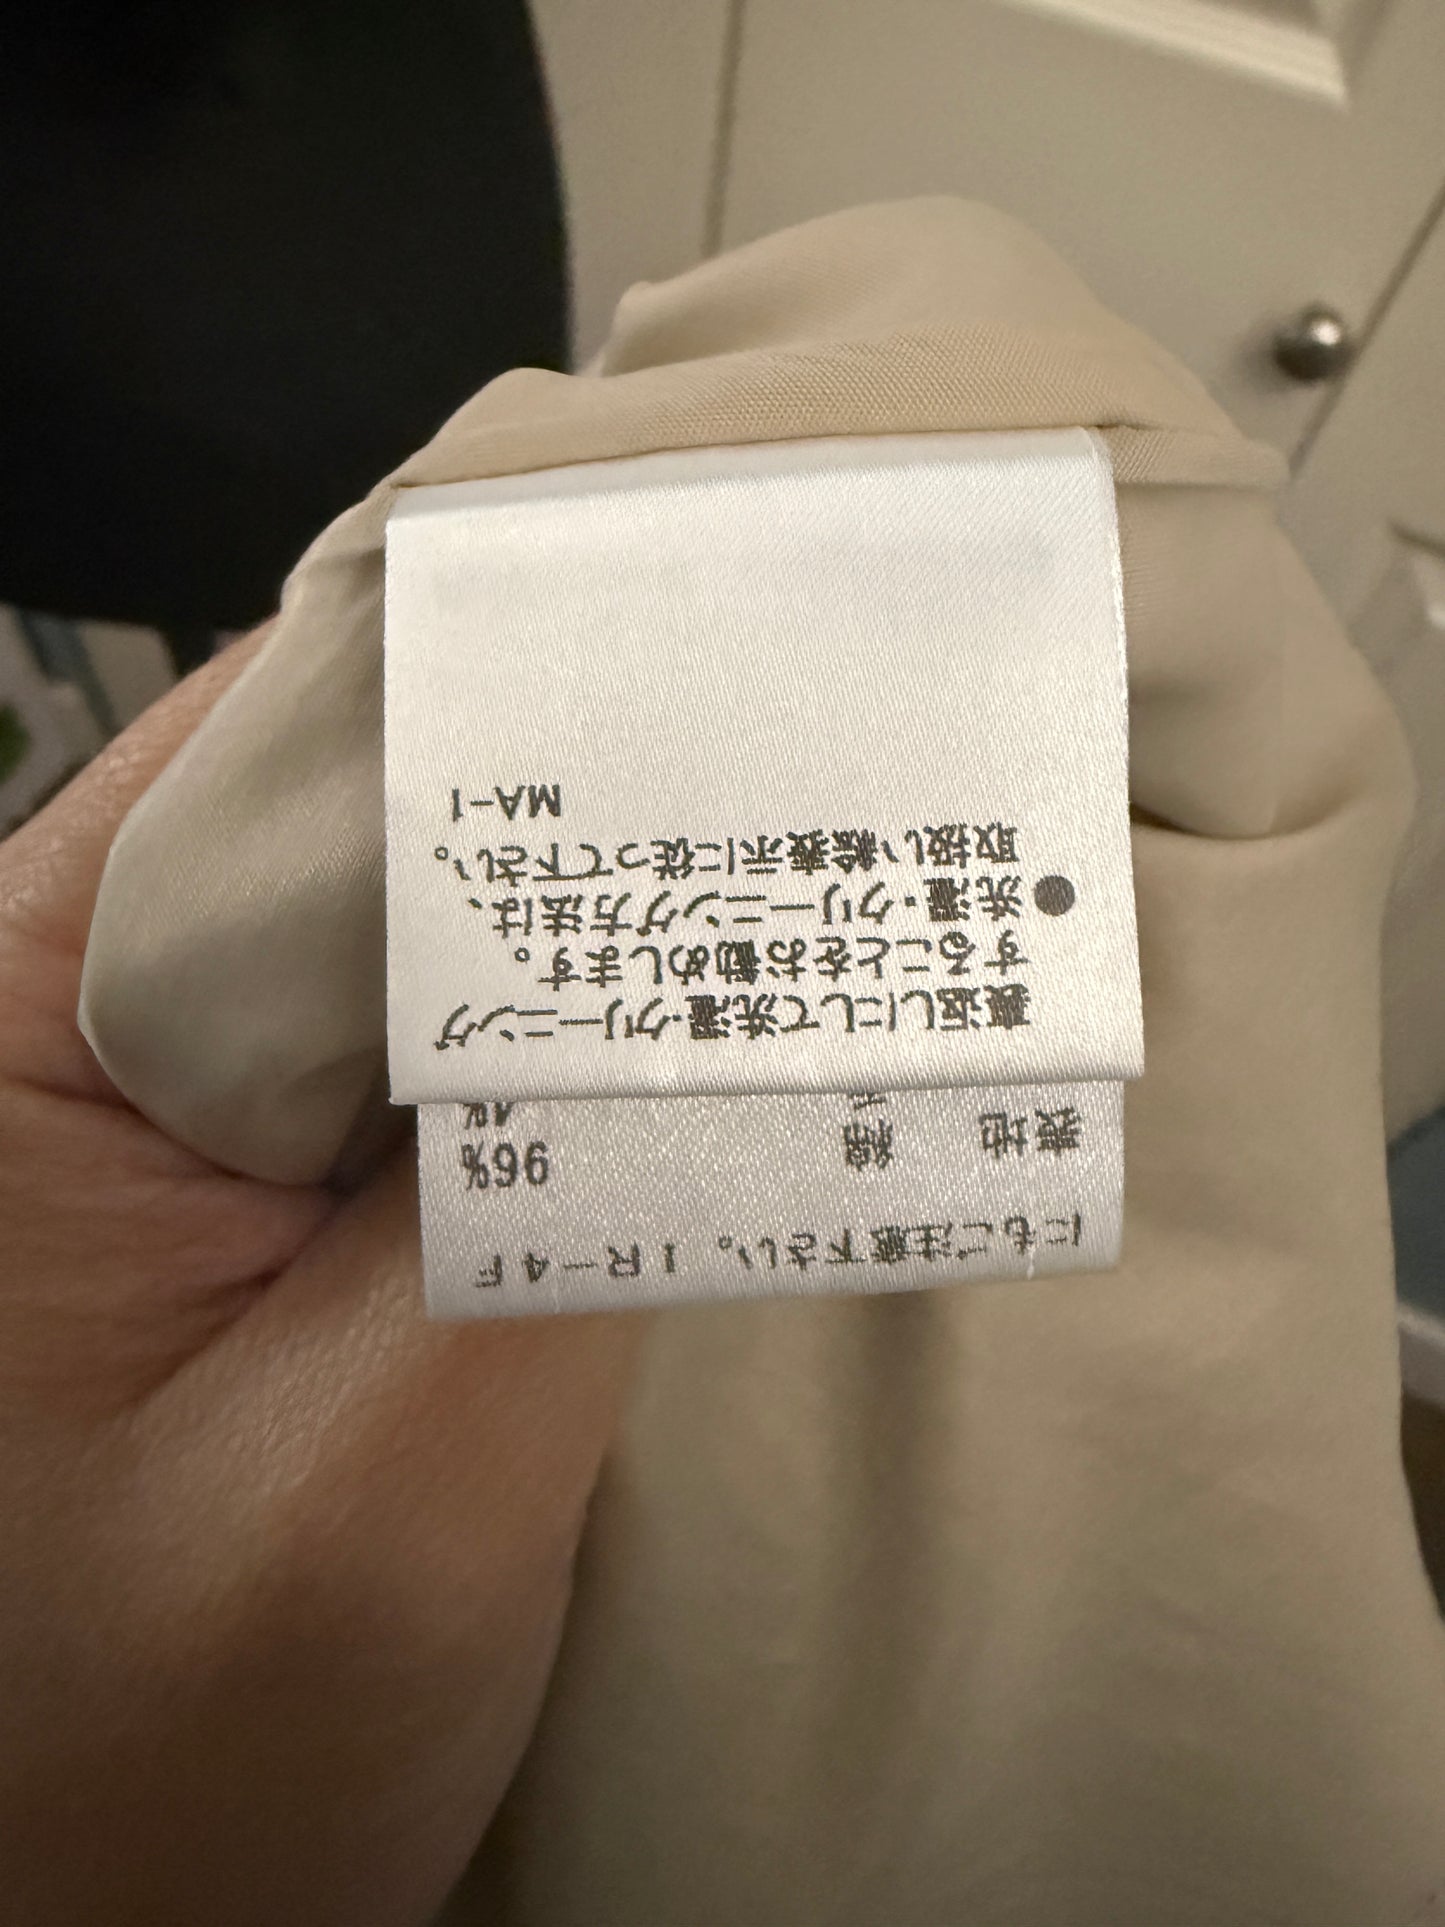 にもご注意下さい。 IR-4F
表地 綿 96%
4%
裏返しにして洗濯・クリーニング
することをお勧めします。
●洗濯・クリーニング方法は、
取扱い絵表示に従って下さい。
MA-1